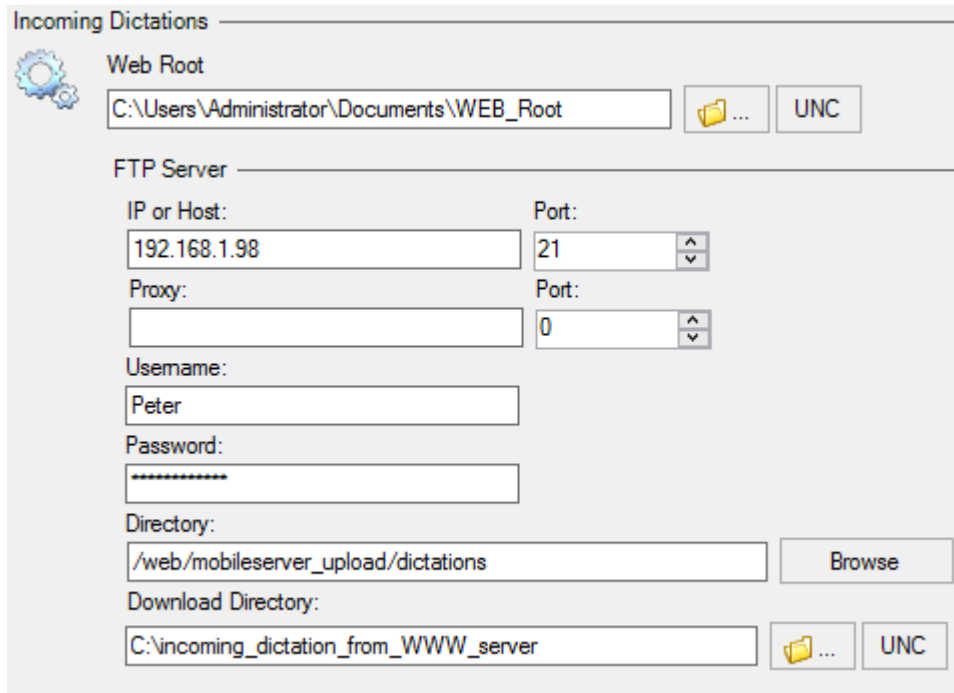 Incoming Dictations
Web Root
C:\Users\Administrator\Documents\WEB_Root ... UNC
FTP Server
IP or Host: Port:
192.168.1.98 21
Proxy: Port:
0
Username:
Peter
Password:
************
Directory:
/web/mobileserver_upload/dictations Browse
Download Directory:
C:\incoming_dictation_from_WWW_server ... UNC